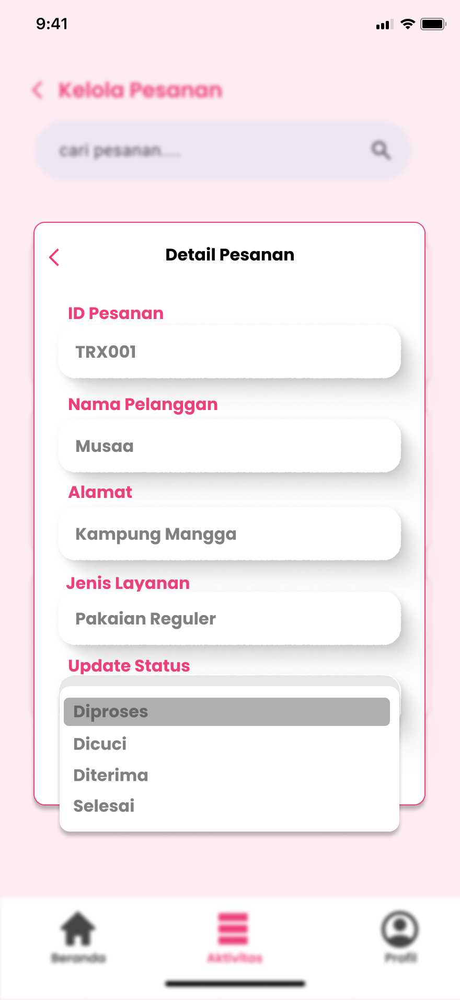 9:41
Kelola Pesanan
cari pesanan.....
Detail Pesanan
ID Pesanan
TRX001
Nama Pelanggan
Musaa
Alamat
Kampung Mangga
Jenis Layanan
Pakaian Reguler
Update Status
Diproses
Dicuci
Diterima
Selesai
Beranda
Aktivitas
Profil